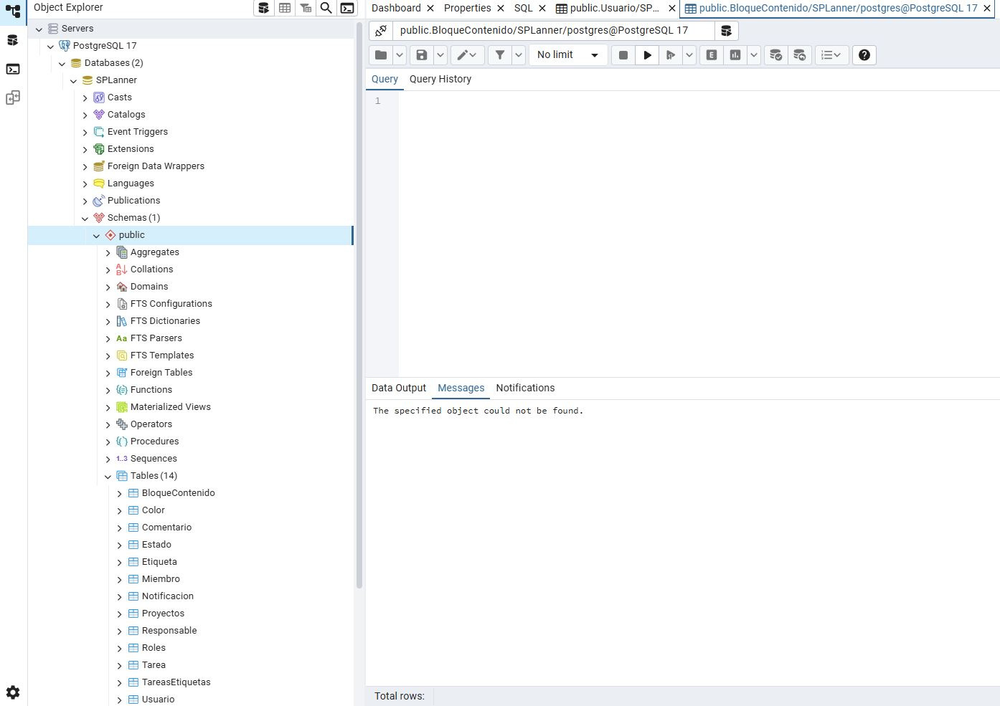 Object Explorer
Servers
PostgreSQL 17
Databases (2)
SPLanner
Casts
Catalogs
Event Triggers
Extensions
Foreign Data Wrappers
Languages
Publications
Schemas (1)
public
Aggregates
Collations
Domains
FTS Configurations
FTS Dictionaries
Aa FTS Parsers
FTS Templates
Foreign Tables
Functions
Materialized Views
Operators
Procedures
1..3 Sequences
Tables (14)
BloqueContenido
Color
Comentario
Estado
Etiqueta
Miembro
Notificacion
Proyectos
Responsable
Roles
Tarea
TareasEtiquetas
Usuario
Dashboard Properties SQL public.Usuario/SP... public.BloqueContenido/SPLanner/postgres@PostgreSQL 17
public.BloqueContenido/SPLanner/postgres@PostgreSQL 17
No limit E
Query Query History
1
Data Output Messages Notifications
The specified object could not be found.
Total rows: